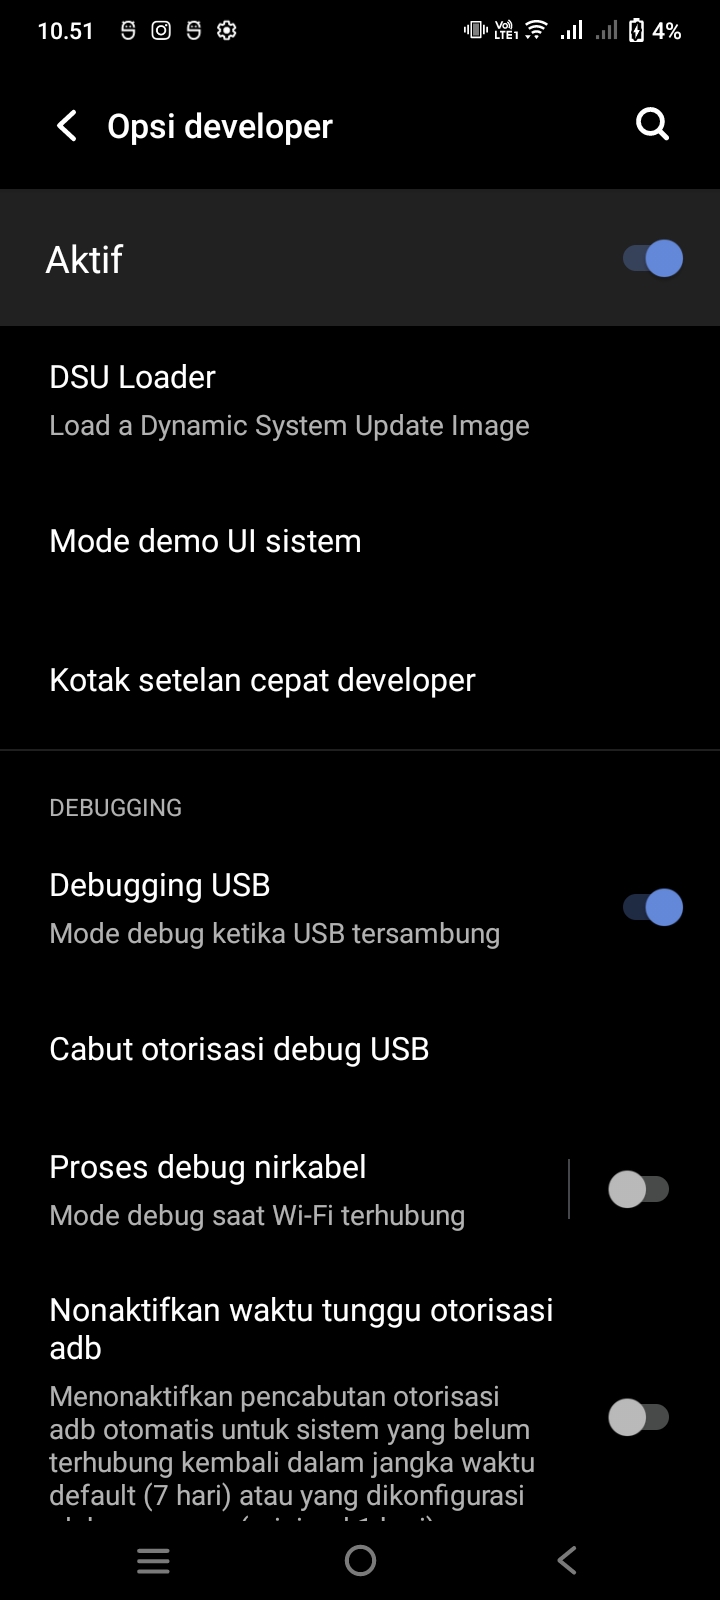 10.51
Vo)) LTE1
4%
Opsi developer
Aktif
DSU Loader
Load a Dynamic System Update Image
Mode demo UI sistem
Kotak setelan cepat developer
DEBUGGING
Debugging USB
Mode debug ketika USB tersambung
Cabut otorisasi debug USB
Proses debug nirkabel
Mode debug saat Wi-Fi terhubung
Nonaktifkan waktu tunggu otorisasi
adb
Menonaktifkan pencabutan otorisasi
adb otomatis untuk sistem yang belum
terhubung kembali dalam jangka waktu
default (7 hari) atau yang dikonfigurasi